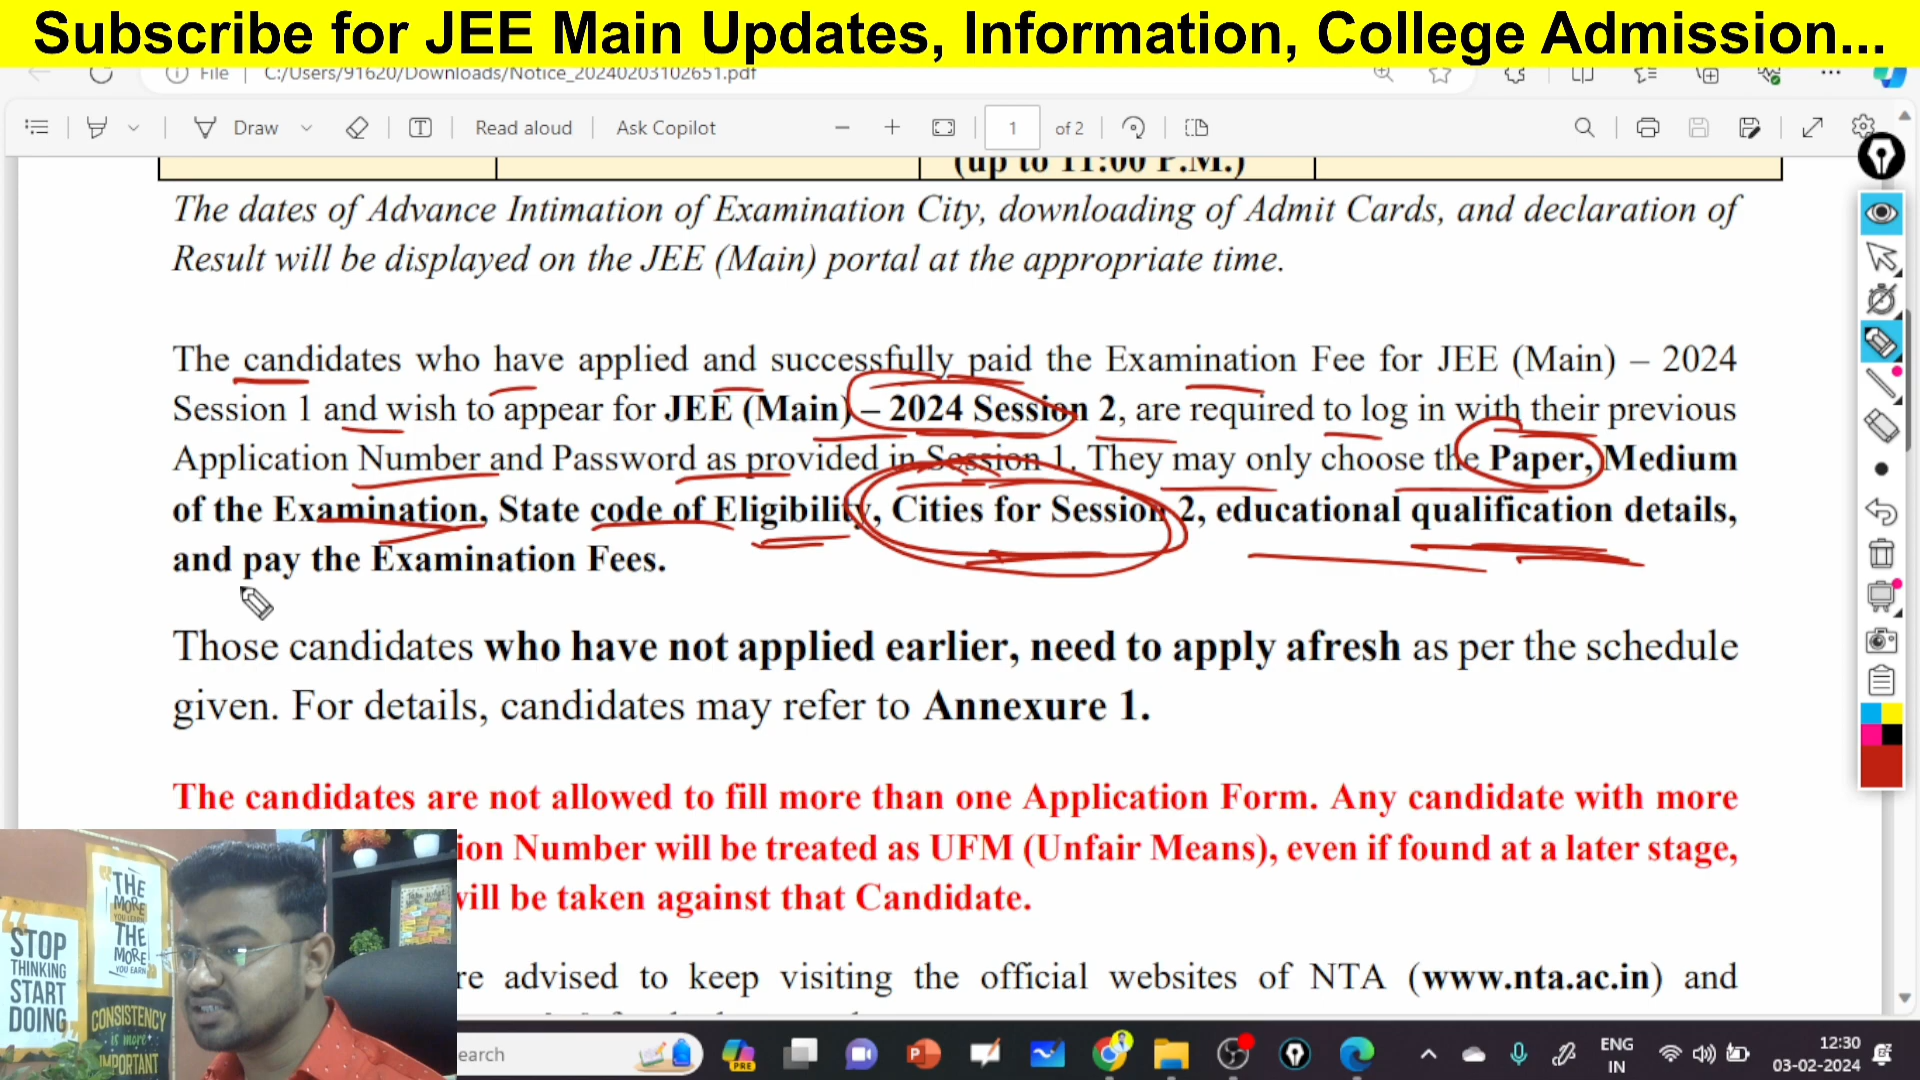 Subscribe for JEE Main Updates, Information, College Admission...
File | C:/Users/91620/Downloads/Notice_20240203102651.pdf
Draw
Read aloud
Ask Copilot
1
of 2
(up to 11:00 P.M.)
The dates of Advance Intimation of Examination City, downloading of Admit Cards, and declaration of
Result will be displayed on the JEE (Main) portal at the appropriate time.
The candidates who have applied and successfully paid the Examination Fee for JEE (Main) – 2024
Session 1 and wish to appear for JEE (Main) – 2024 Session 2, are required to log in with their previous
Application Number and Password as provided in Session 1. They may only choose the Paper, Medium
of the Examination, State code of Eligibility, Cities for Session 2, educational qualification details,
and pay the Examination Fees.
Those candidates who have not applied earlier, need to apply afresh as per the schedule
given. For details, candidates may refer to Annexure 1.
The candidates are not allowed to fill more than one Application Form. Any candidate with more
ion Number will be treated as UFM (Unfair Means), even if found at a later stage,
will be taken against that Candidate.
re advised to keep visiting the official websites of NTA (www.nta.ac.in) and
STOP
THINKING
START
DOING
THE
MORE
YOU LEARN
THE
MORE
YOU EARN
CONSISTENCY
is more
IMPORTANT
earch
PRE
ENG
IN
12:30
03-02-2024